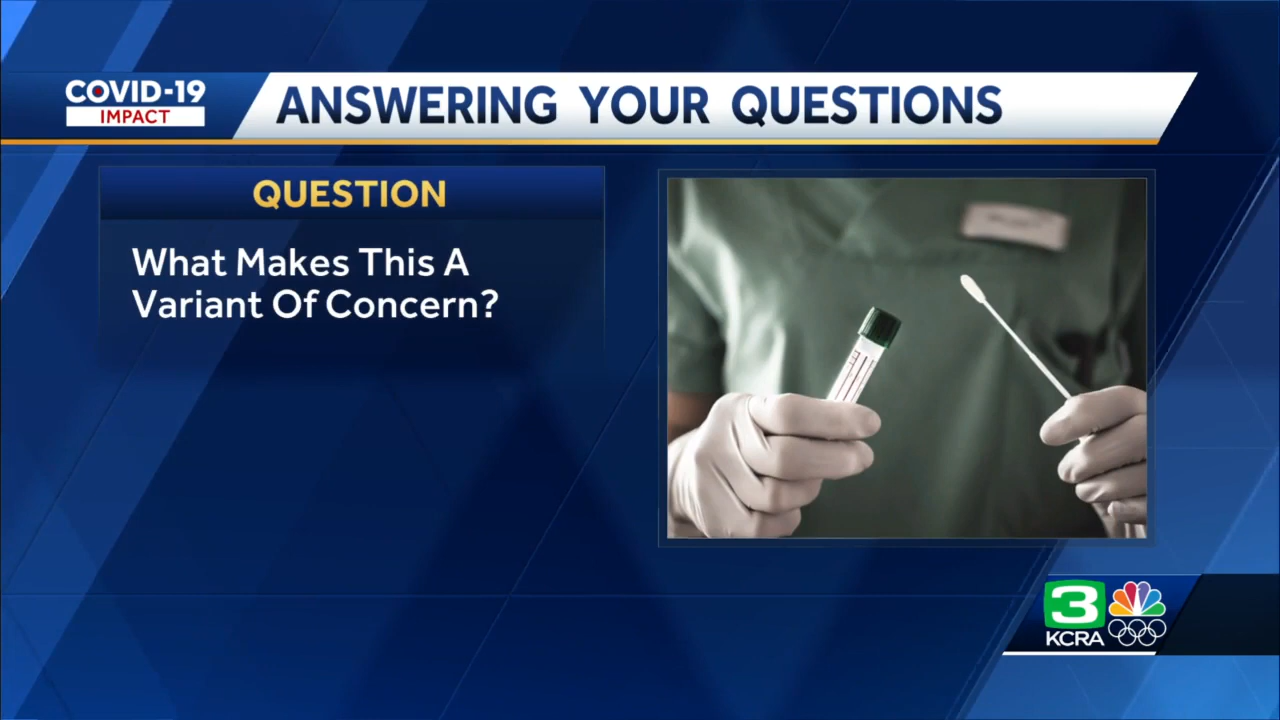 COVID-19
IMPACT
ANSWERING YOUR QUESTIONS
QUESTION
What Makes This A
Variant Of Concern?
3
KCRA